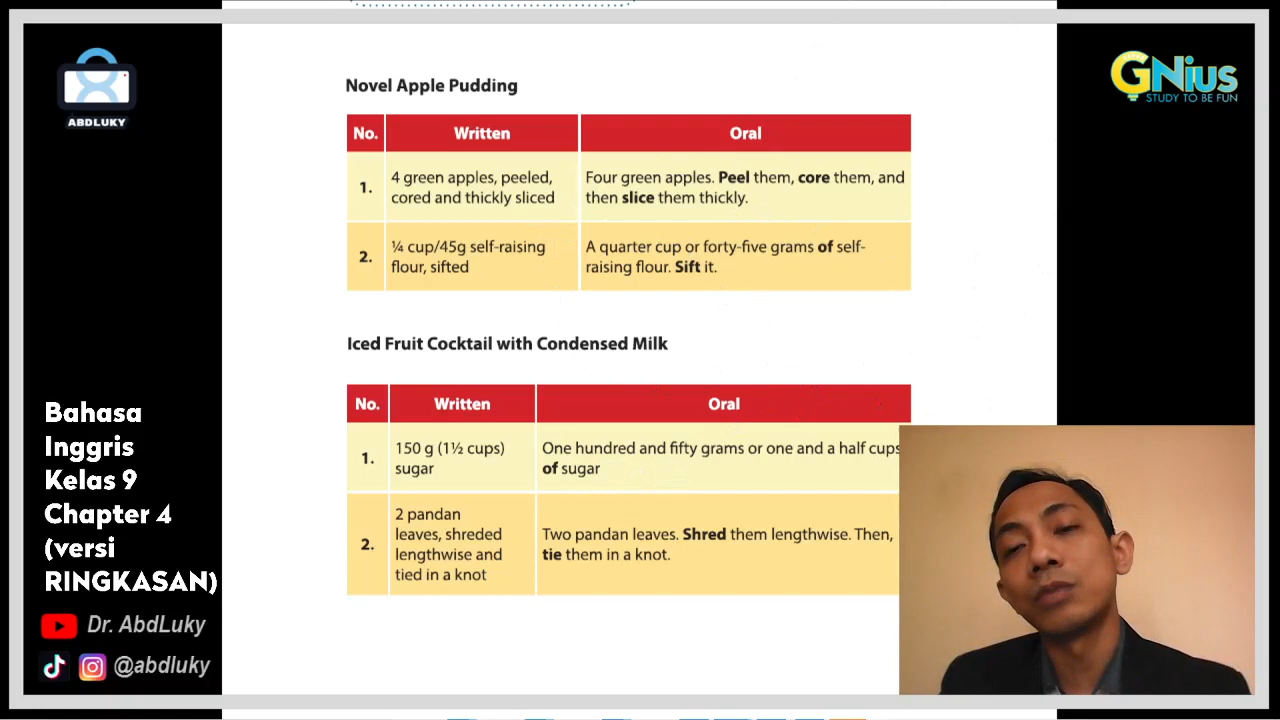 ABDLUKY
GNius
STUDY TO BE FUN
Novel Apple Pudding
No.
Written
Oral
1.
4 green apples, peeled,
cored and thickly sliced
Four green apples. Peel them, core them, and
then slice them thickly.
2.
¼ cup/45g self-raising
flour, sifted
A quarter cup or forty-five grams of self-
raising flour. Sift it.
Iced Fruit Cocktail with Condensed Milk
No.
Written
Oral
1.
150 g (1½ cups)
sugar
One hundred and fifty grams or one and a half cups
of sugar
2.
2 pandan
leaves, shredded
lengthwise and
tied in a knot
Two pandan leaves. Shred them lengthwise. Then,
tie them in a knot.
Bahasa
Inggris
Kelas 9
Chapter 4
(versi
RINGKASAN)
Dr. AbdLuky
@abdluky